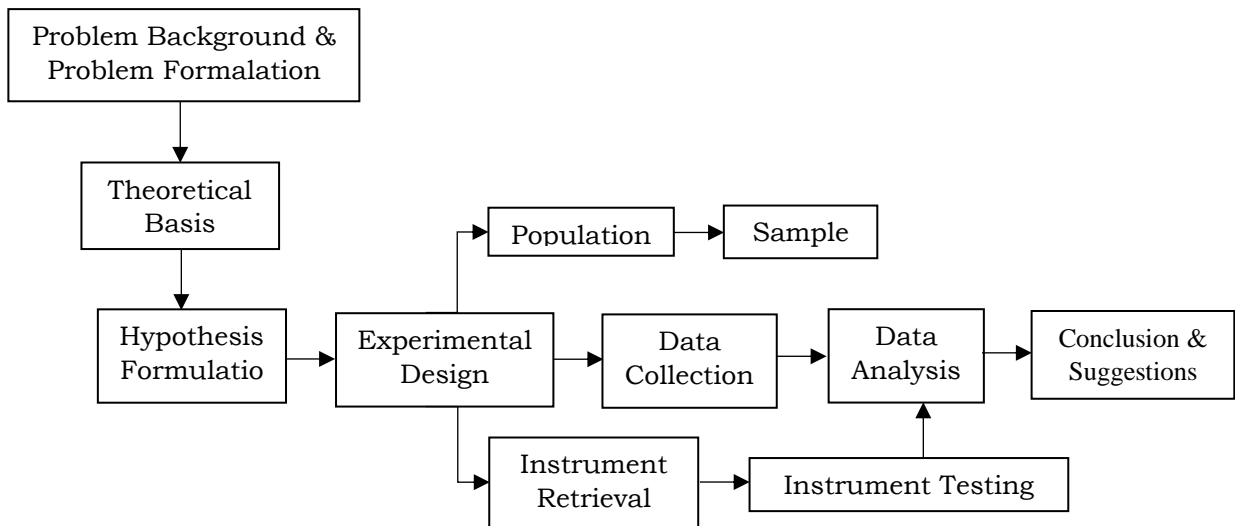 Problem Background &
Problem Formalation
Theoretical
Basis
Population
Sample
Hypothesis
Formulatio
Experimental
Design
Data
Collection
Data
Analysis
Conclusion &
Suggestions
Instrument
Retrieval
Instrument Testing